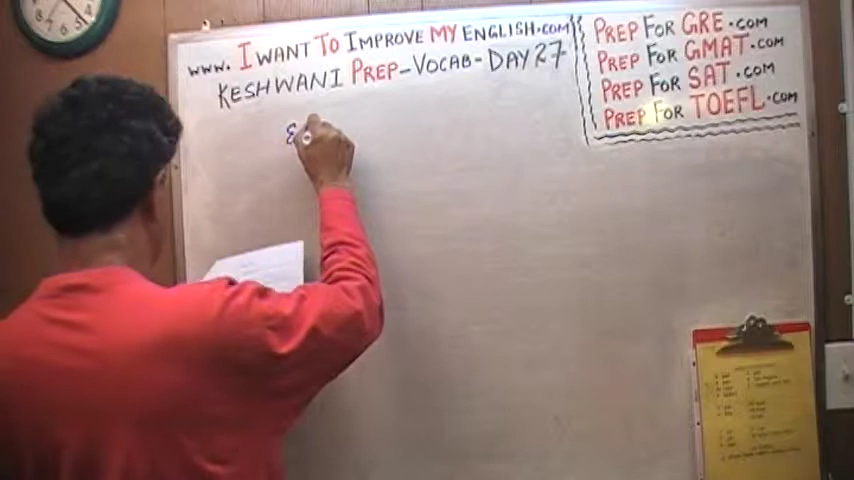 www. I WANT TO IMPROVE MY ENGLISH.COM
KESHWANI PREP-VOCAB-DAY 27
PREP FOR GRE.COM
PREP FOR GMAT.COM
PREP FOR SAT.COM
PREP FOR TOEFL.COM